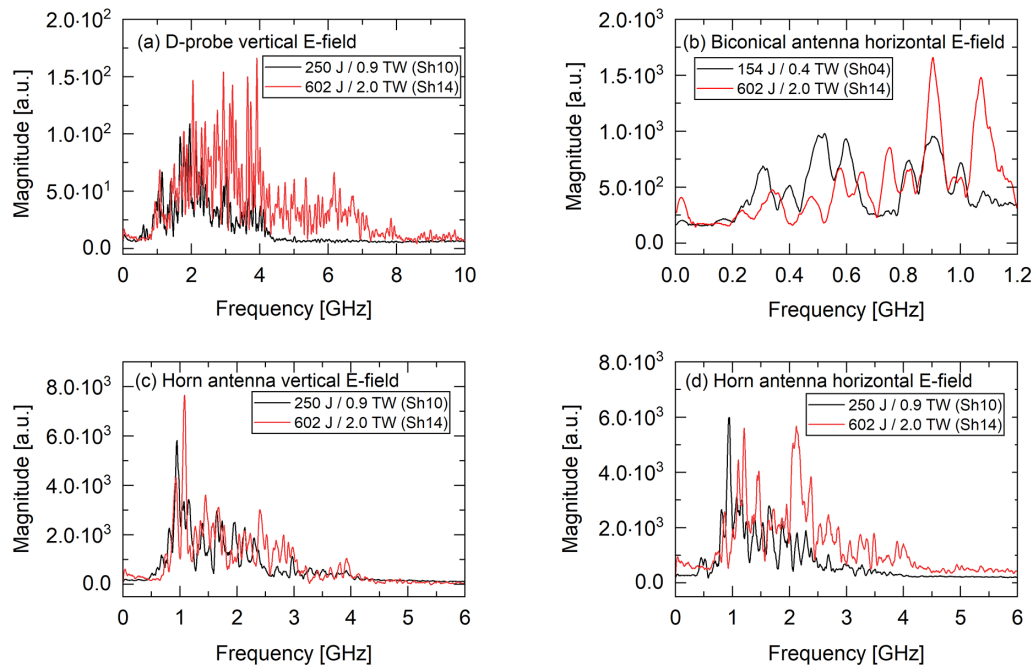 (a) D-probe vertical E-field
250 J / 0.9 TW (Sh10)
602 J / 2.0 TW (Sh14)
2.0·10²
1.5·10²
1.0·10²
5.0·10¹
0.0
Magnitude [a.u.]
0 2 4 6 8 10
Frequency [GHz]
(b) Biconical antenna horizontal E-field
154 J / 0.4 TW (Sh04)
602 J / 2.0 TW (Sh14)
2.0·10³
1.5·10³
1.0·10³
5.0·10²
0.0
Magnitude [a.u.]
0.0 0.2 0.4 0.6 0.8 1.0 1.2
Frequency [GHz]
(c) Horn antenna vertical E-field
250 J / 0.9 TW (Sh10)
602 J / 2.0 TW (Sh14)
8.0·10³
6.0·10³
4.0·10³
2.0·10³
0.0
Magnitude [a.u.]
0 1 2 3 4 5 6
Frequency [GHz]
(d) Horn antenna horizontal E-field
250 J / 0.9 TW (Sh10)
602 J / 2.0 TW (Sh14)
8.0·10³
6.0·10³
4.0·10³
2.0·10³
0.0
Magnitude [a.u.]
0 1 2 3 4 5 6
Frequency [GHz]